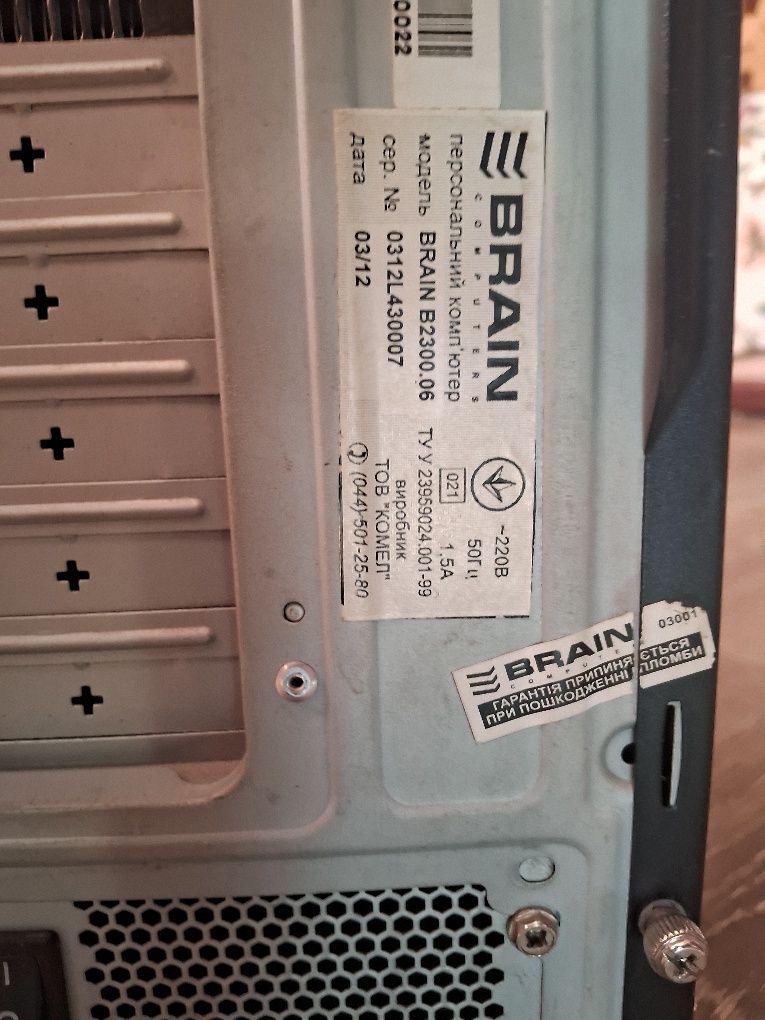 0022
BRAIN
COMPUTERS
персональний комп'ютер
модель BRAIN B2300.06
сер. № 0312L430007
дата 03/12
~220В
50Гц
021 1,5А
ТУ У 23959024.001-99
виробник
ТОВ "КОМЕЛ"
(044) 501-25-80
03001
BRAIN
COMPUTE
ГАРАНТІЯ ПРИПИНЯЄТЬСЯ
ПРИ ПОШКОДЖЕННІ ПЛОМБИ